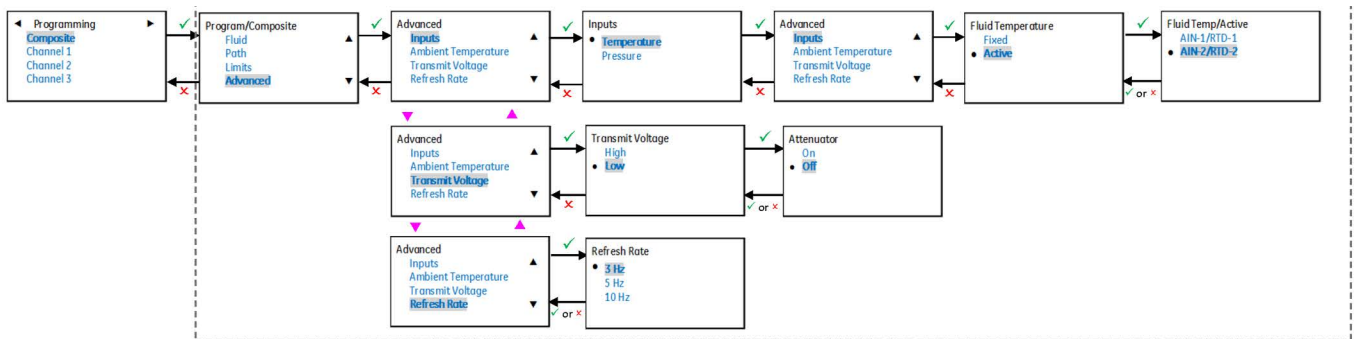 ◄ Programming ►
Composite
Channel 1
Channel 2
Channel 3
Program/Composite
Fluid
Path
Limits
Advanced
Advanced
Inputs
Ambient Temperature
Transmit Voltage
Refresh Rate
Inputs
• Temperature
Pressure
Advanced
Inputs
Ambient Temperature
Transmit Voltage
Refresh Rate
Fluid Temperature
Fixed
• Active
Fluid Temp/Active
AIN-1/RTD-1
• AIN-2/RTD-2
✓ or x
Advanced
Inputs
Ambient Temperature
Transmit Voltage
Refresh Rate
Transmit Voltage
High
• Low
Attenuator
On
• Off
✓ or x
Advanced
Inputs
Ambient Temperature
Transmit Voltage
Refresh Rate
Refresh Rate
• 3 Hz
5 Hz
10 Hz
✓ or x